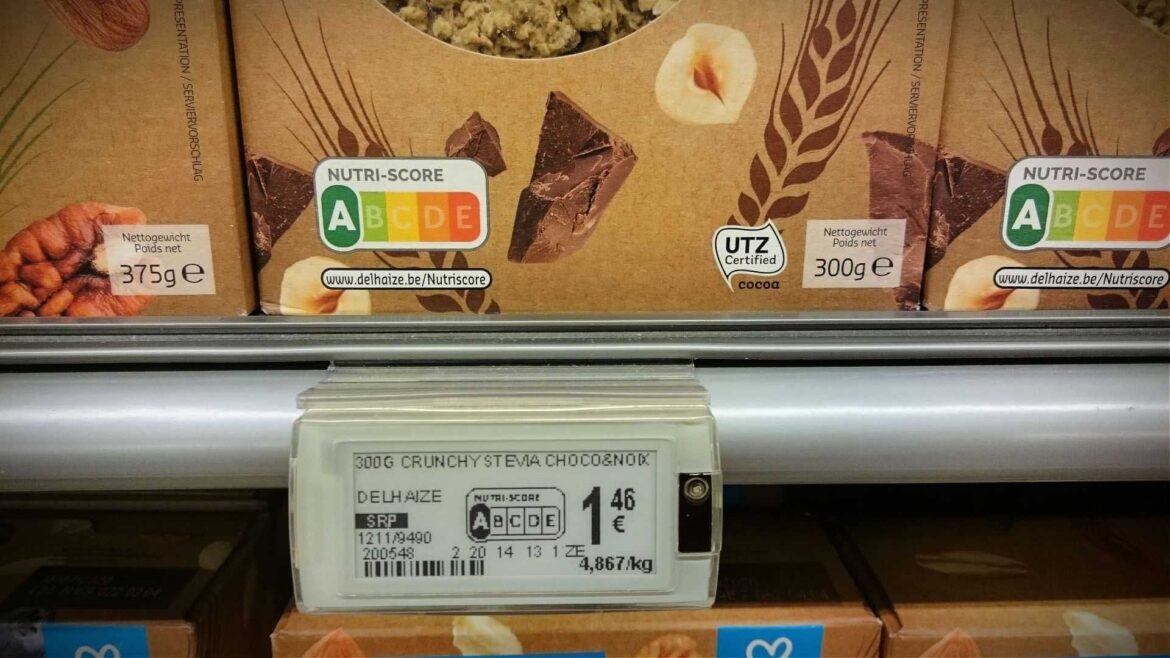 PRESENTATION / SERVIERVORSCHLAG
Nettogewicht
Poids net
375g e
NUTRI-SCORE
A B C D E
www.delhaize.be/Nutriscore
UTZ
Certified
cocoa
PRESENTATION / SERVIERVORSCHLAG
Nettogewicht
Poids net
300g e
NUTRI-SCORE
A B C D E
www.delhaize.be/Nutriscore
300G CRUNCHY STEVIA CHOCO&NOIX
DELHAIZE
SRP
1211/9490
200548 2 20 14 13 1 ZE
NUTRI-SCORE
A B C D E
1 46
€
4,867/kg